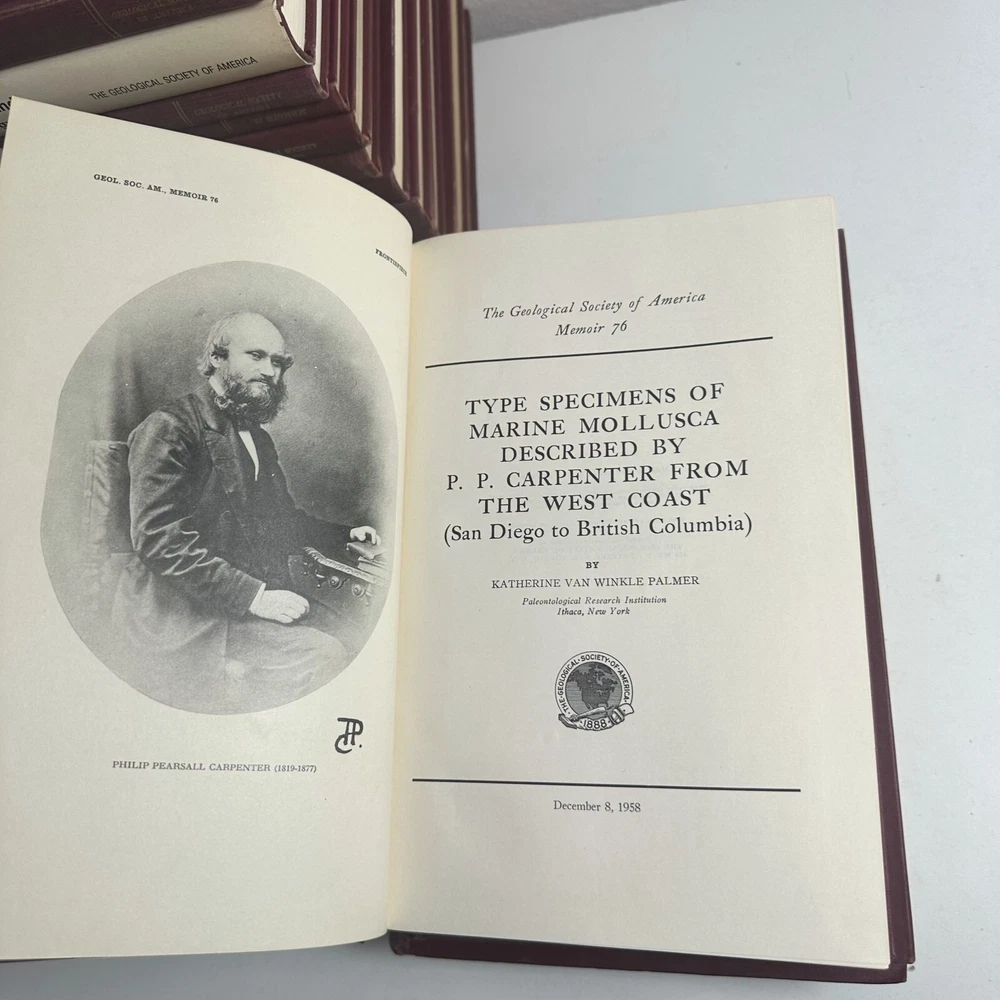 THE GEOLOGICAL SOCIETY OF AMERICA
GEOL. SOC. AM., MEMOIR 76
FRONTISPIECE
PHILIP PEARSALL CARPENTER (1819-1877)
The Geological Society of America
Memoir 76
TYPE SPECIMENS OF
MARINE MOLLUSCA
DESCRIBED BY
P. P. CARPENTER FROM
THE WEST COAST
(San Diego to British Columbia)
BY
KATHERINE VAN WINKLE PALMER
Paleontological Research Institution
Ithaca, New York
THE·GEOLOGICAL·SOCIETY·OF·AMERICA
1888
December 8, 1958